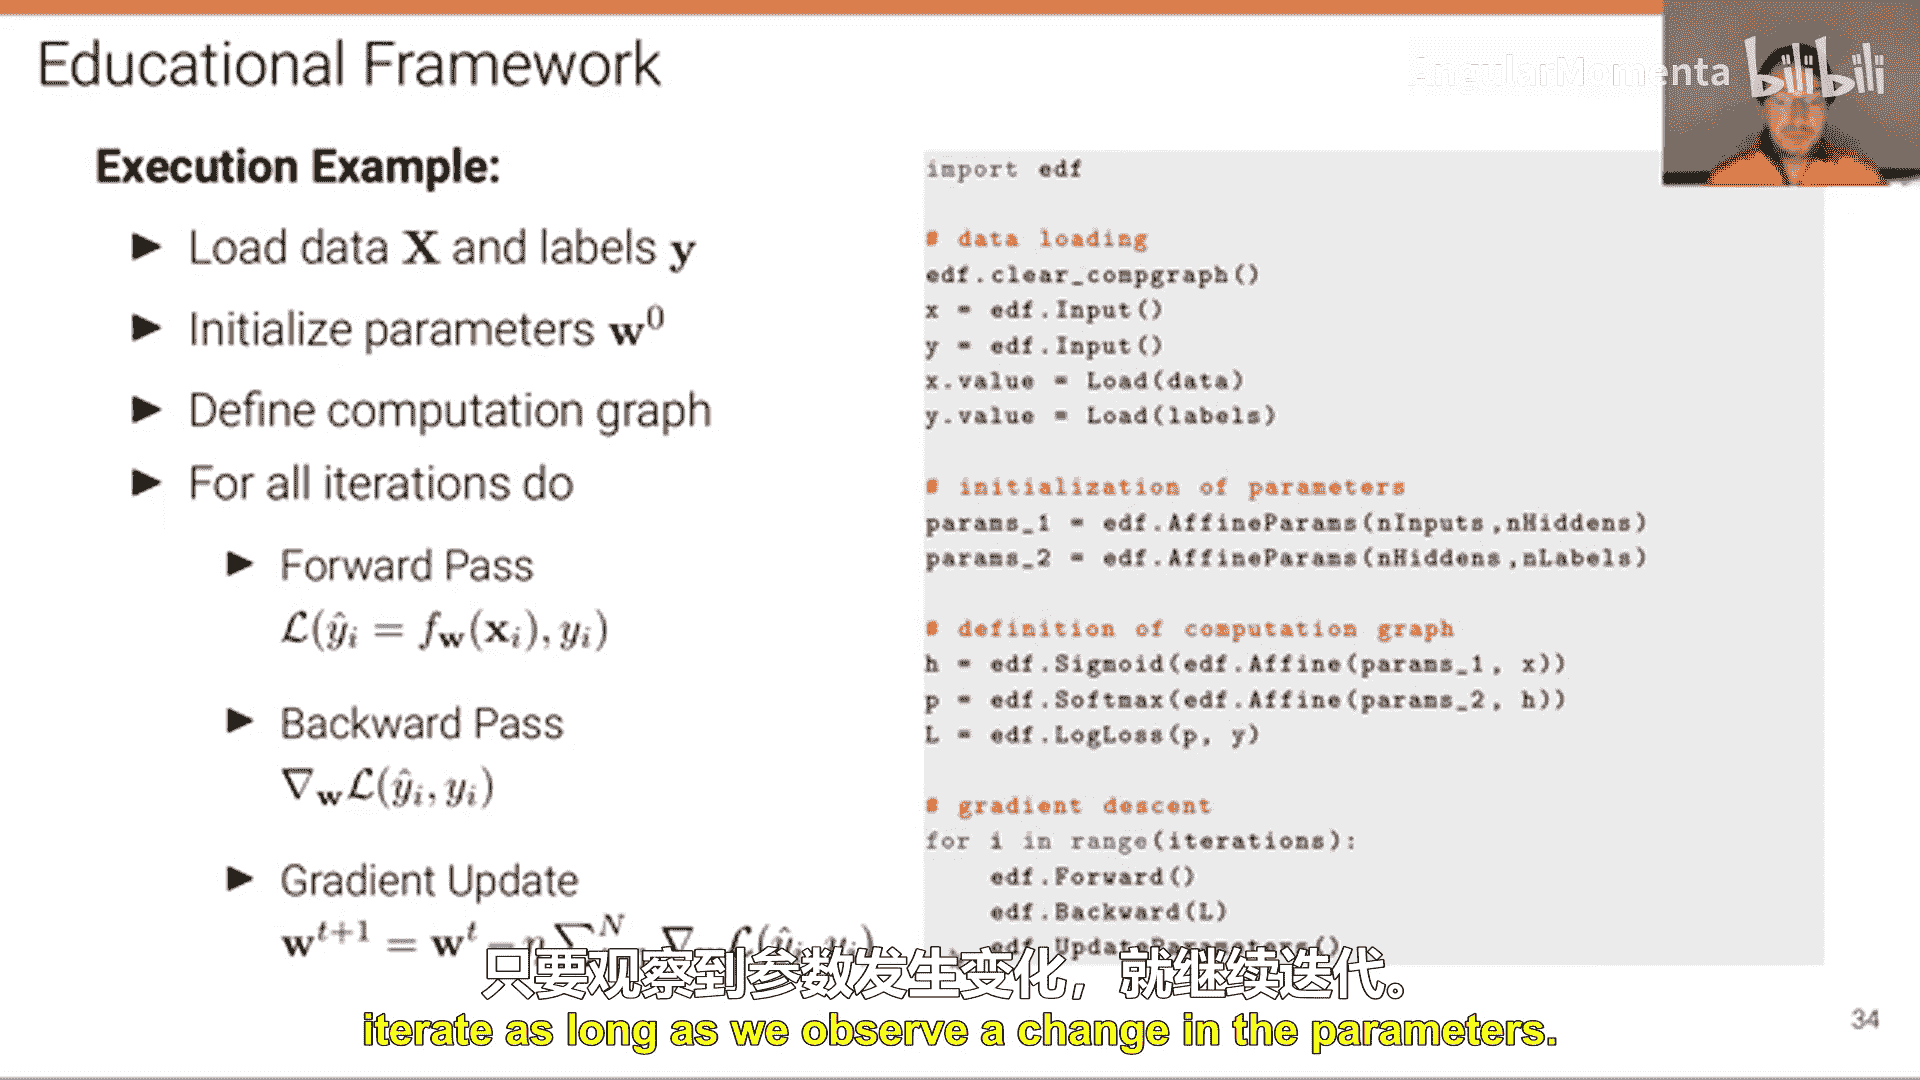 Educational Framework
AngularMomenta bilibili
Execution Example:
► Load data X and labels y
► Initialize parameters w⁰
► Define computation graph
► For all iterations do
► Forward Pass
ℒ(ŷᵢ = f_w(xᵢ), yᵢ)
► Backward Pass
∇_w ℒ(ŷᵢ, yᵢ)
► Gradient Update
w^{t+1} = w^t − η ∑^N ∇ ℒ(ŷᵢ, yᵢ)
import edf
# data loading
edf.clear_compgraph()
x = edf.Input()
y = edf.Input()
x.value = Load(data)
y.value = Load(labels)
# initialization of parameters
params_1 = edf.AffineParams(nInputs,nHiddens)
params_2 = edf.AffineParams(nHiddens,nLabels)
# definition of computation graph
h = edf.Sigmoid(edf.Affine(params_1, x))
p = edf.Softmax(edf.Affine(params_2, h))
L = edf.LogLoss(p, y)
# gradient descent
for i in range(iterations):
edf.Forward()
edf.Backward(L)
edf.UpdateParameters()
只要观察到参数发生变化，就继续迭代。
iterate as long as we observe a change in the parameters.
34